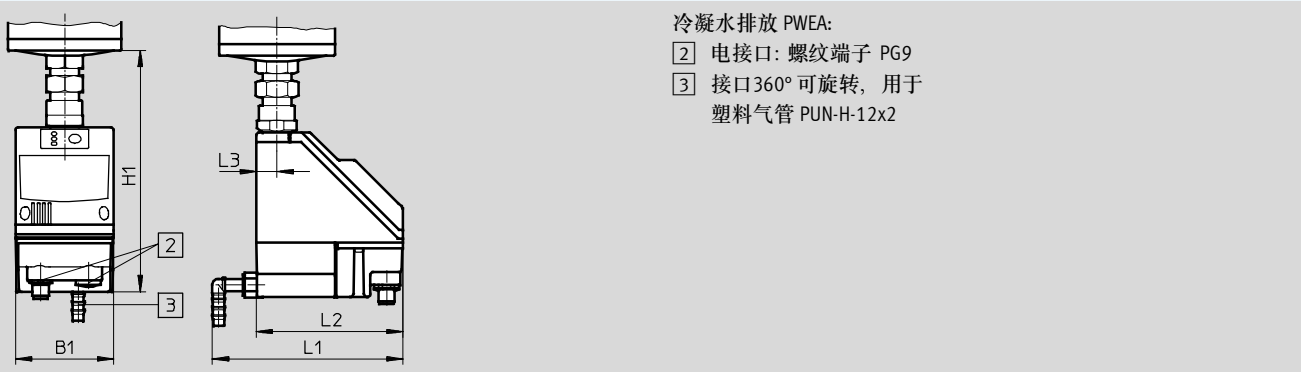 冷凝水排放 PWEA:
2 电接口: 螺纹端子 PG9
3 接口360° 可旋转, 用于
塑料气管 PUN-H-12x2
H1
L3
2
3
B1
L2
L1